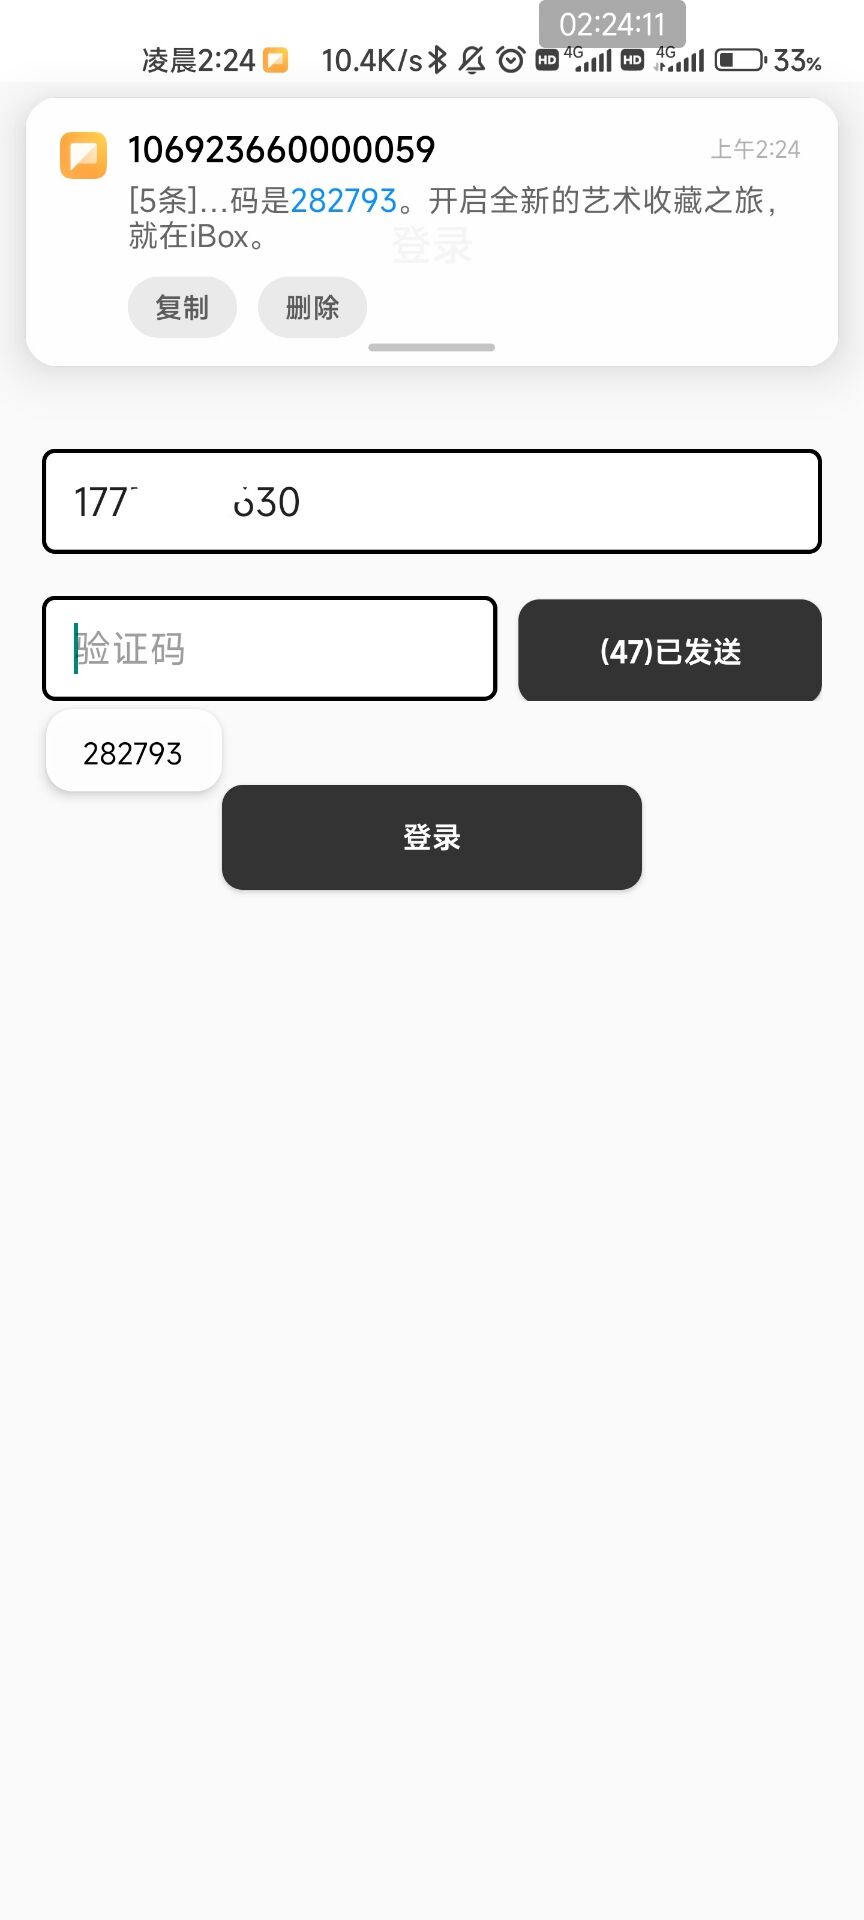 02:24:11
凌晨2:24 10.4K/s HD 4G HD 4G 33%
106923660000059 上午2:24
[5条]...码是282793。开启全新的艺术收藏之旅，
就在iBox。
登录
复制 删除
177 630
验证码 (47)已发送
282793
登录